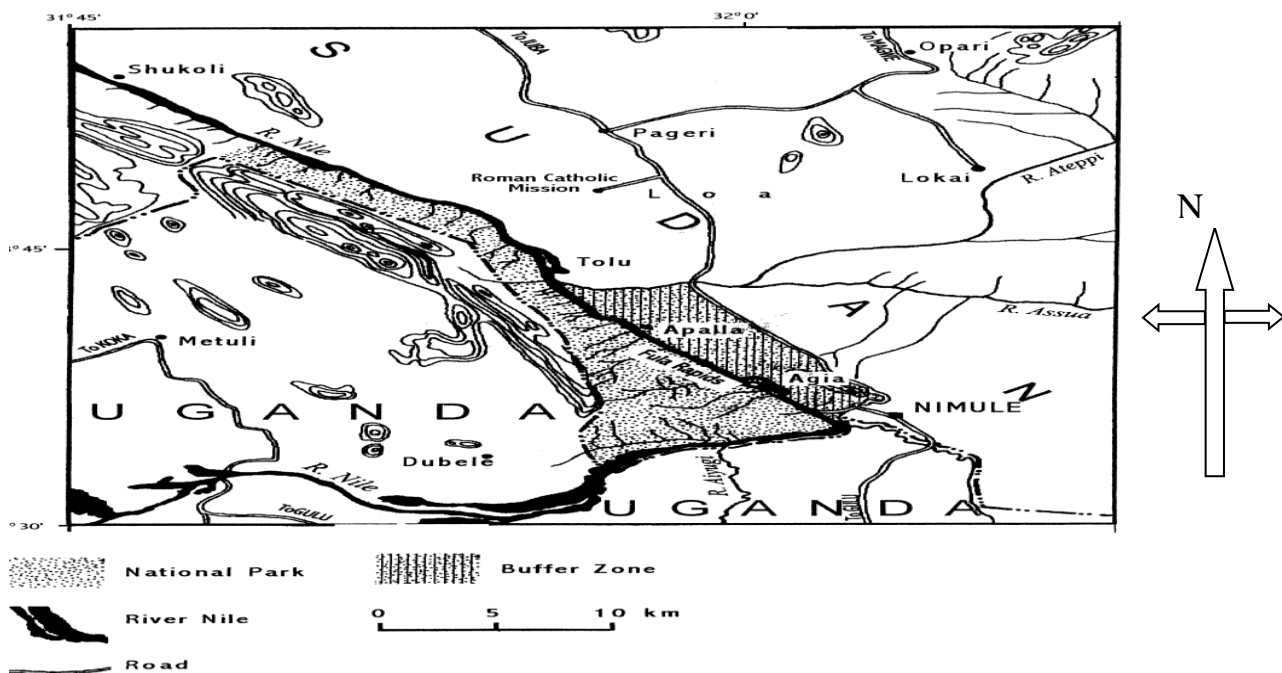 31°45'
32°0'
To JUBA
To MAGWE
Opari
Shukoli
S
U
D
A
N
R. Nile
Pageri
Roman Catholic
Mission
Loa
Lokai
R. Ateppi
N
°45'
Tolu
R. Assua
Apalla
Fula Rapids
Metuli
To KOKA
Agia
UGANDA
NIMULE
Dubele
R. Nile
R. Aiyugi
UGANDA
To GULU
To GULU
°30
National Park
Buffer Zone
River Nile
0 5 10 km
Road